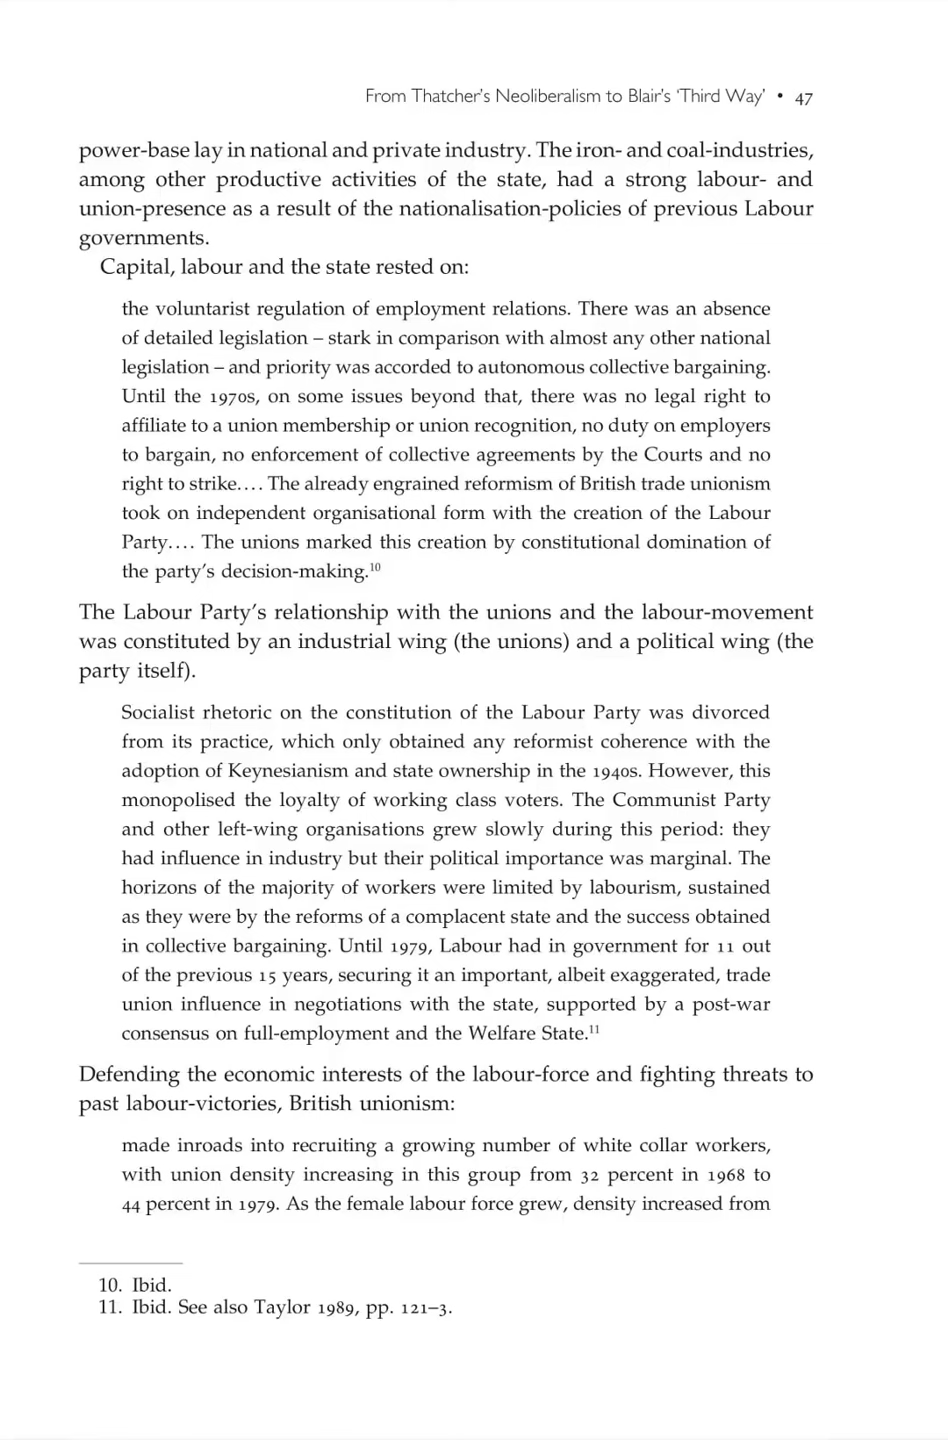 From Thatcher’s Neoliberalism to Blair’s ‘Third Way’ • 47
power-base lay in national and private industry. The iron- and coal-industries,
among other productive activities of the state, had a strong labour- and
union-presence as a result of the nationalisation-policies of previous Labour
governments.
Capital, labour and the state rested on:
the voluntarist regulation of employment relations. There was an absence
of detailed legislation – stark in comparison with almost any other national
legislation – and priority was accorded to autonomous collective bargaining.
Until the 1970s, on some issues beyond that, there was no legal right to
affiliate to a union membership or union recognition, no duty on employers
to bargain, no enforcement of collective agreements by the Courts and no
right to strike.... The already engrained reformism of British trade unionism
took on independent organisational form with the creation of the Labour
Party.... The unions marked this creation by constitutional domination of
the party’s decision-making.10
The Labour Party’s relationship with the unions and the labour-movement
was constituted by an industrial wing (the unions) and a political wing (the
party itself).
Socialist rhetoric on the constitution of the Labour Party was divorced
from its practice, which only obtained any reformist coherence with the
adoption of Keynesianism and state ownership in the 1940s. However, this
monopolised the loyalty of working class voters. The Communist Party
and other left-wing organisations grew slowly during this period: they
had influence in industry but their political importance was marginal. The
horizons of the majority of workers were limited by labourism, sustained
as they were by the reforms of a complacent state and the success obtained
in collective bargaining. Until 1979, Labour had in government for 11 out
of the previous 15 years, securing it an important, albeit exaggerated, trade
union influence in negotiations with the state, supported by a post-war
consensus on full-employment and the Welfare State.11
Defending the economic interests of the labour-force and fighting threats to
past labour-victories, British unionism:
made inroads into recruiting a growing number of white collar workers,
with union density increasing in this group from 32 percent in 1968 to
44 percent in 1979. As the female labour force grew, density increased from
10. Ibid.
11. Ibid. See also Taylor 1989, pp. 121–3.